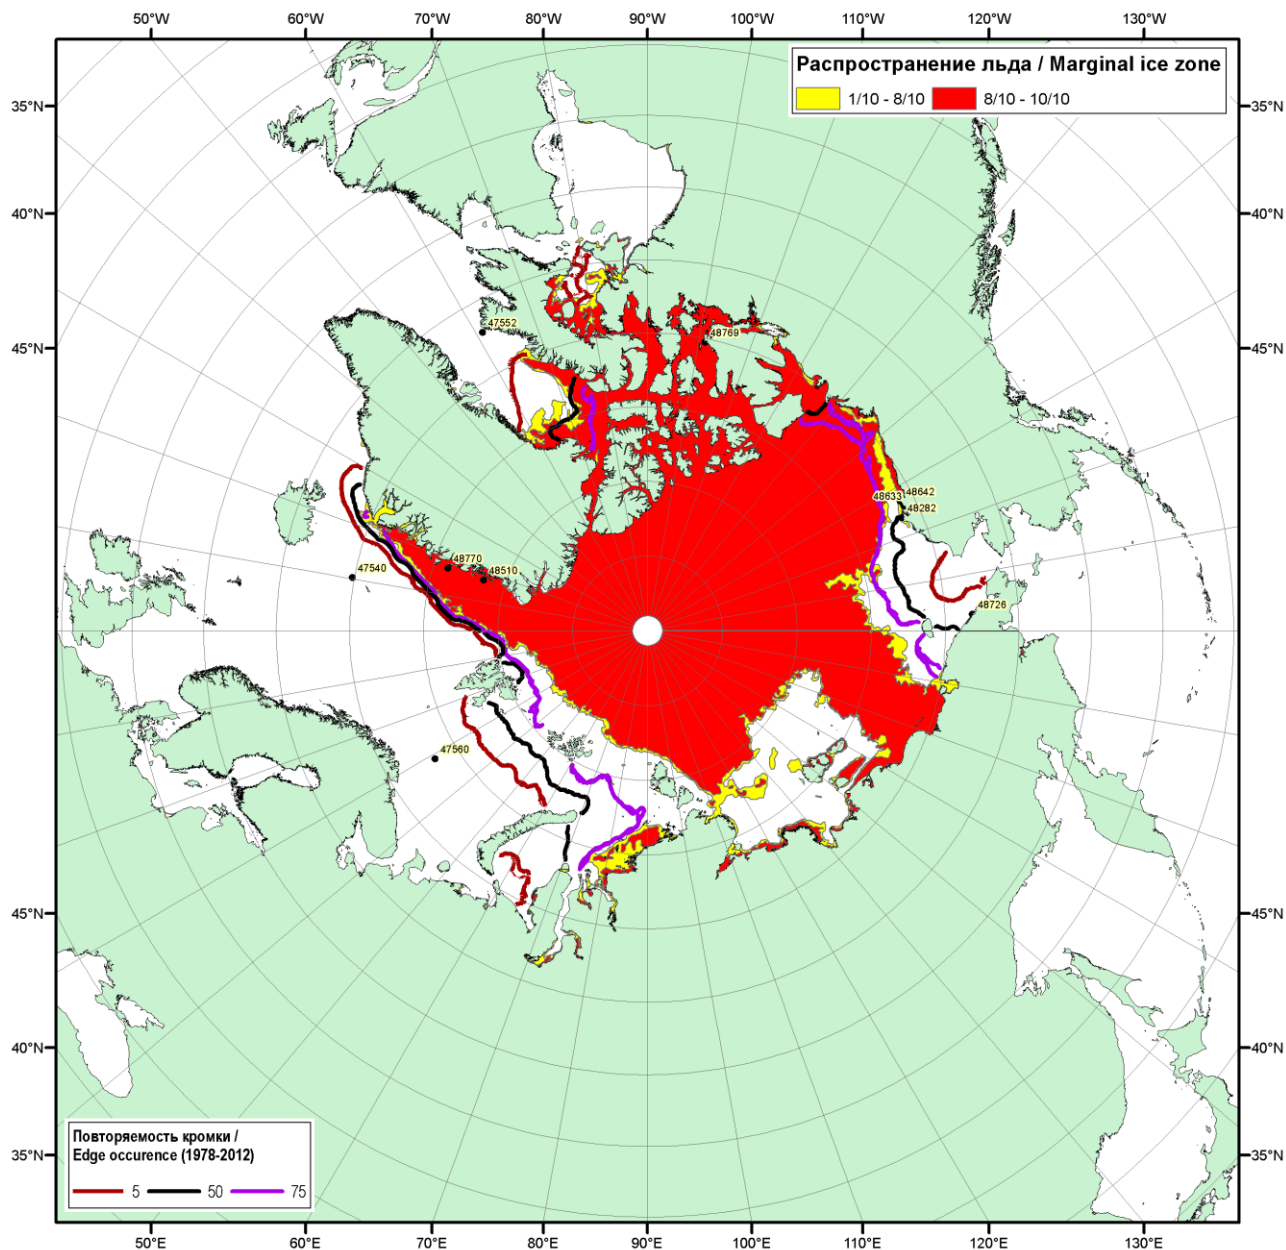 50°W 60°W 70°W 80°W 90°W 100°W 110°W 120°W 130°W
Распространение льда / Marginal ice zone
1/10 - 8/10 8/10 - 10/10
35°N 35°N
40°N 40°N
45°N 45°N
47552
48769
48642
48633
48282
48770
48510
47540
48726
47560
45°N 45°N
40°N 40°N
35°N 35°N
Повторяемость кромки /
Edge occurence (1978-2012)
5 50 75
50°E 60°E 70°E 80°E 90°E 100°E 110°E 120°E 130°E